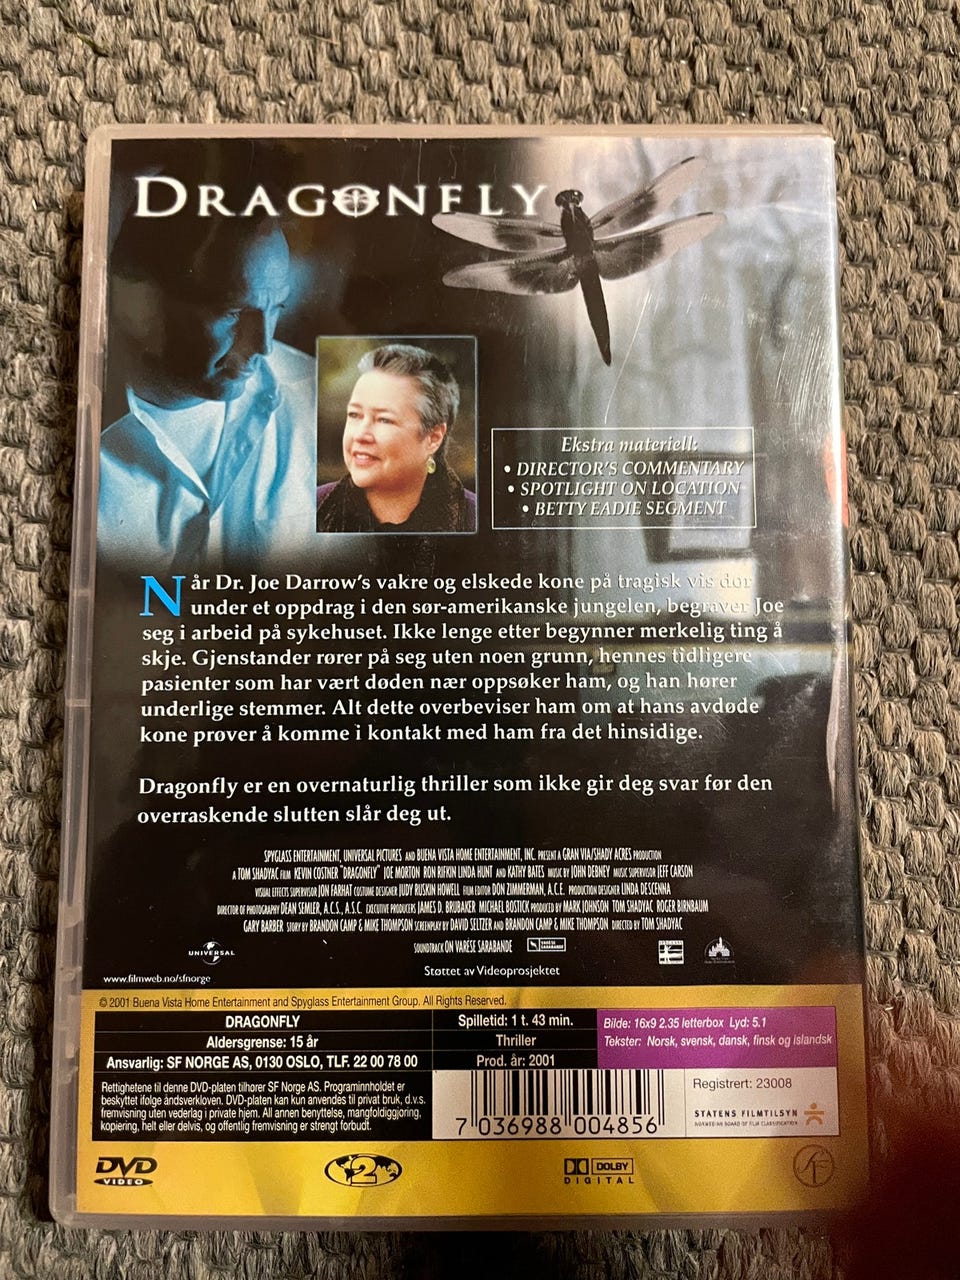 DRAGONFLY
Ekstra materiell:
• DIRECTOR'S COMMENTARY
• SPOTLIGHT ON LOCATION
• BETTY EADIE SEGMENT
Når Dr. Joe Darrow's vakre og elskede kone på tragisk vis dør
under et oppdrag i den sør-amerikanske jungelen, begraver Joe
seg i arbeid på sykehuset. Ikke lenge etter begynner merkelig ting å
skje. Gjenstander rører på seg uten noen grunn, hennes tidligere
pasienter som har vært døden nær oppsøker ham, og han hører
underlige stemmer. Alt dette overbeviser ham om at hans avdøde
kone prøver å komme i kontakt med ham fra det hinsidige.
Dragonfly er en overnaturlig thriller som ikke gir deg svar før den
overraskende slutten slår deg ut.
SPYGLASS ENTERTAINMENT, UNIVERSAL PICTURES AND BUENA VISTA HOME ENTERTAINMENT, INC. PRESENT A GRAN VIA/SHADY ACRES PRODUCTION
A TOM SHADYAC FILM KEVIN COSTNER "DRAGONFLY" JOE MORTON RON RIFKIN LINDA HUNT AND KATHY BATES MUSIC BY JOHN DEBNEY MUSIC SUPERVISOR JEFF CARSON
VISUAL EFFECTS SUPERVISOR JON FARHAT COSTUME DESIGNER JUDY RUSKIN HOWELL FILM EDITOR DON ZIMMERMAN, A.C.E. PRODUCTION DESIGNER LINDA DESCENNA
DIRECTOR OF PHOTOGRAPHY DEAN SEMLER, A.C.S., A.S.C. EXECUTIVE PRODUCERS JAMES D. BRUBAKER MICHAEL BOSTICK PRODUCED BY MARK JOHNSON TOM SHADYAC ROGER BIRNBAUM
GARY BARBER STORY BY BRANDON CAMP & MIKE THOMPSON SCREENPLAY BY DAVID SELTZER AND BRANDON CAMP & MIKE THOMPSON DIRECTED BY TOM SHADYAC
SOUNDTRACK ON VARÈSE SARABANDE VARÈSE SARABANDE
UNIVERSAL
www.filmweb.no/sfnorge
Støttet av Videoprosjektet
© 2001 Buena Vista Home Entertainment and Spyglass Entertainment Group. All Rights Reserved.
DRAGONFLY
Aldersgrense: 15 år
Ansvarlig: SF NORGE AS, 0130 OSLO, TLF. 22 00 78 00
Spilletid: 1 t. 43 min.
Thriller
Prod. år: 2001
Bilde: 16x9 2.35 letterbox Lyd: 5.1
Tekster: Norsk, svensk, dansk, finsk og islandsk
Rettighetene til denne DVD-platen tilhører SF Norge AS. Programinnholdet er
beskyttet ifølge åndsverkloven. DVD-platen kan kun anvendes til privat bruk, d.v.s.
fremvisning uten vederlag i private hjem. All annen benyttelse, mangfoldiggjøring,
kopiering, helt eller delvis, og offentlig fremvisning er strengt forbudt.
7 036988 004856
Registrert: 23008
STATENS FILMTILSYN
NORWEGIAN BOARD OF FILM CLASSIFICATION
DVD VIDEO
2
DOLBY DIGITAL
SF